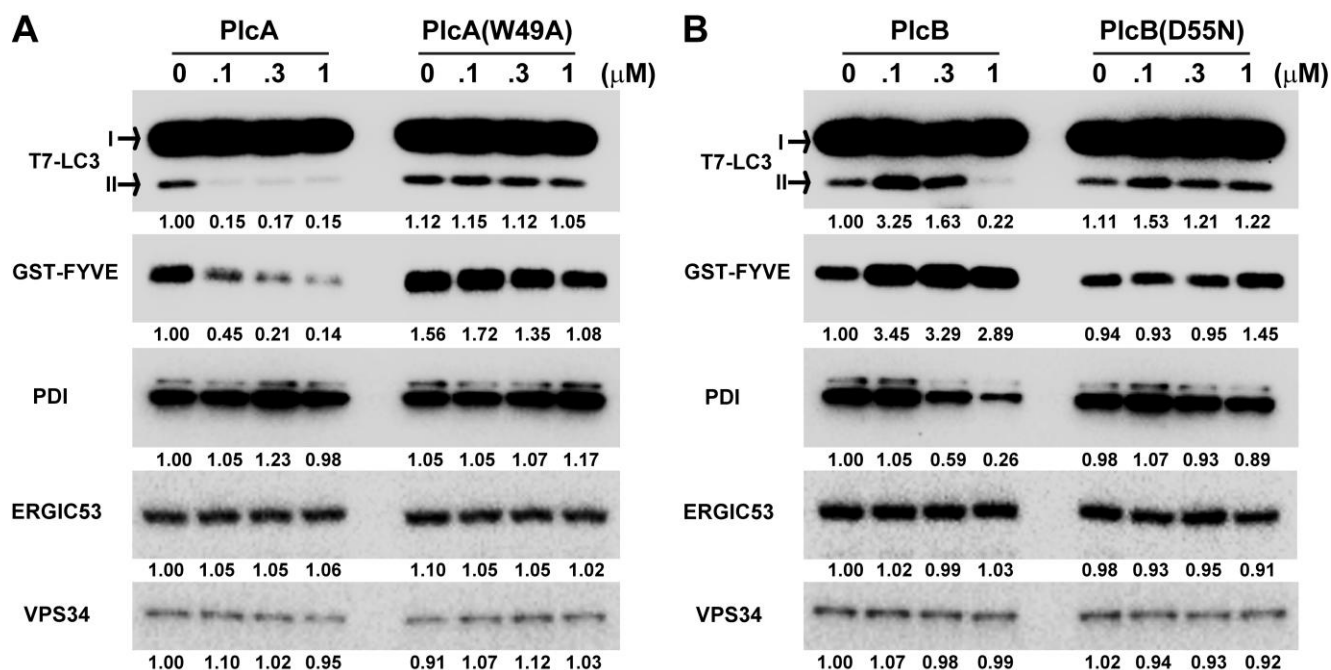 A
PlcA PlcA(W49A)
0 .1 .3 1 0 .1 .3 1 (μM)
I→
T7-LC3
II→
1.00 0.15 0.17 0.15 1.12 1.15 1.12 1.05
GST-FYVE
1.00 0.45 0.21 0.14 1.56 1.72 1.35 1.08
PDI
1.00 1.05 1.23 0.98 1.05 1.05 1.07 1.17
ERGIC53
1.00 1.05 1.05 1.06 1.10 1.05 1.05 1.02
VPS34
1.00 1.10 1.02 0.95 0.91 1.07 1.12 1.03
B
PlcB PlcB(D55N)
0 .1 .3 1 0 .1 .3 1 (μM)
I→
T7-LC3
II→
1.00 3.25 1.63 0.22 1.11 1.53 1.21 1.22
GST-FYVE
1.00 3.45 3.29 2.89 0.94 0.93 0.95 1.45
PDI
1.00 1.05 0.59 0.26 0.98 1.07 0.93 0.89
ERGIC53
1.00 1.02 0.99 1.03 0.98 0.93 0.95 0.91
VPS34
1.00 1.07 0.98 0.99 1.02 0.94 0.93 0.92